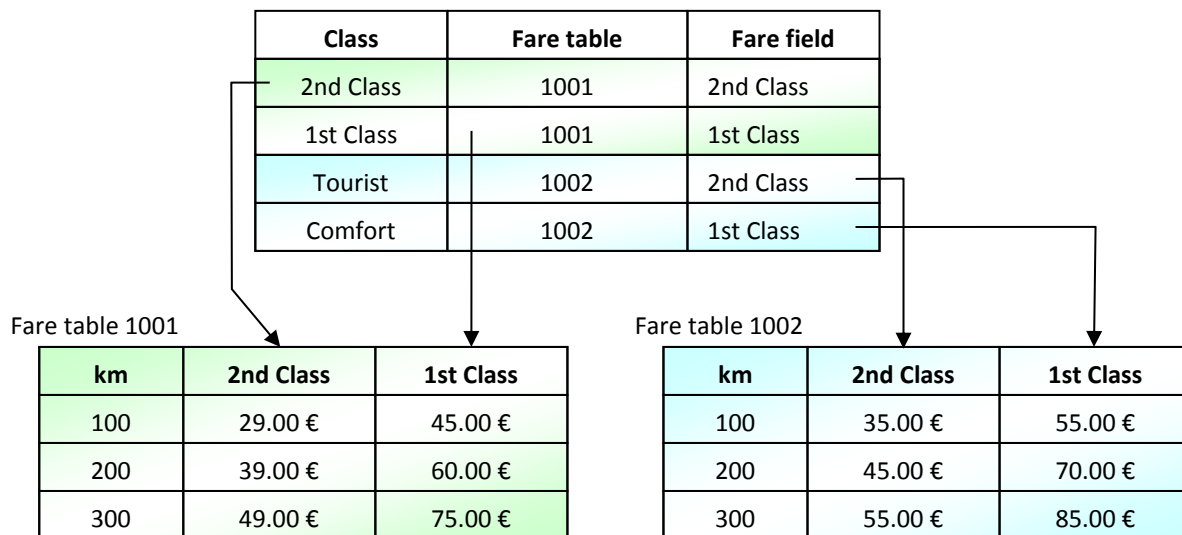 Class Fare table Fare field
2nd Class 1001 2nd Class
1st Class 1001 1st Class
Tourist 1002 2nd Class
Comfort 1002 1st Class
Fare table 1001
km 2nd Class 1st Class
100 29.00 € 45.00 €
200 39.00 € 60.00 €
300 49.00 € 75.00 €
Fare table 1002
km 2nd Class 1st Class
100 35.00 € 55.00 €
200 45.00 € 70.00 €
300 55.00 € 85.00 €